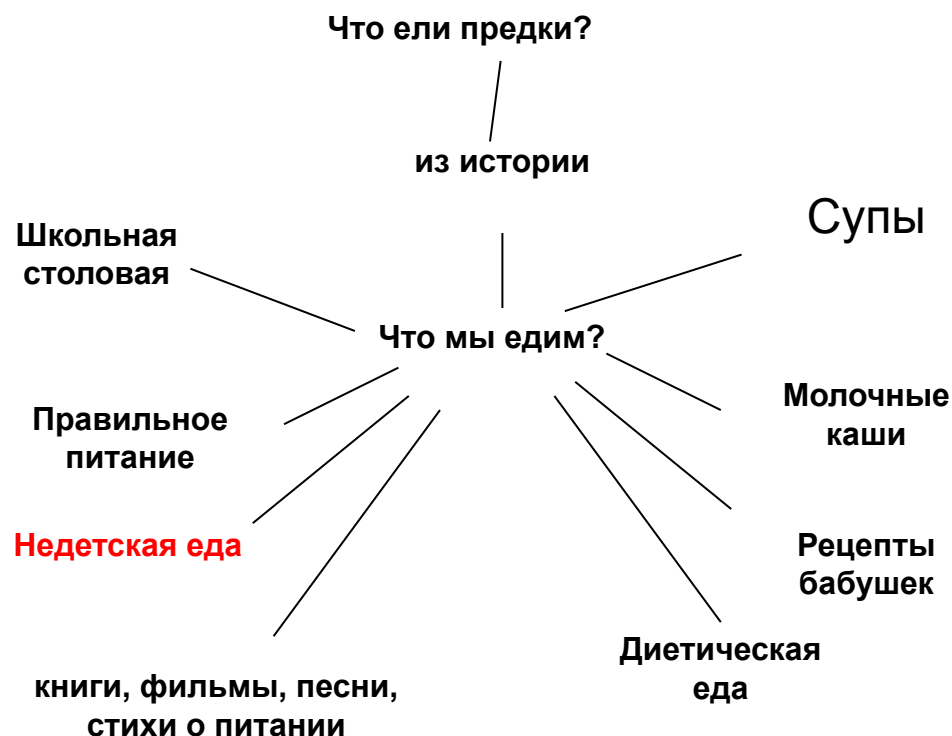 Что ели предки?
из истории
Супы
Школьная
столовая
Что мы едим?
Молочные
каши
Правильное
питание
Недетская еда
Рецепты
бабушек
Диетическая
еда
книги, фильмы, песни,
стихи о питании